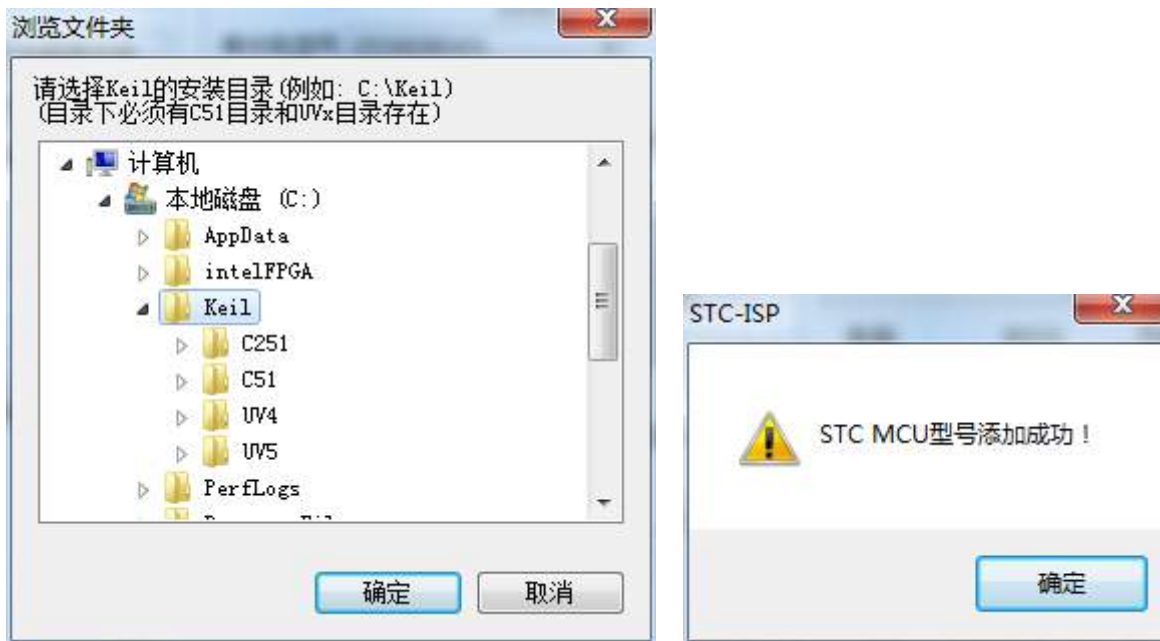 浏览文件夹
请选择Keil的安装目录(例如: C:\Keil)
(目录下必须有C51目录和UVx目录存在)
计算机
本地磁盘 (C:)
AppData
intelFPGA
Keil
C251
C51
UV4
UV5
PerfLogs
确定 取消
STC-ISP
STC MCU型号添加成功！
确定